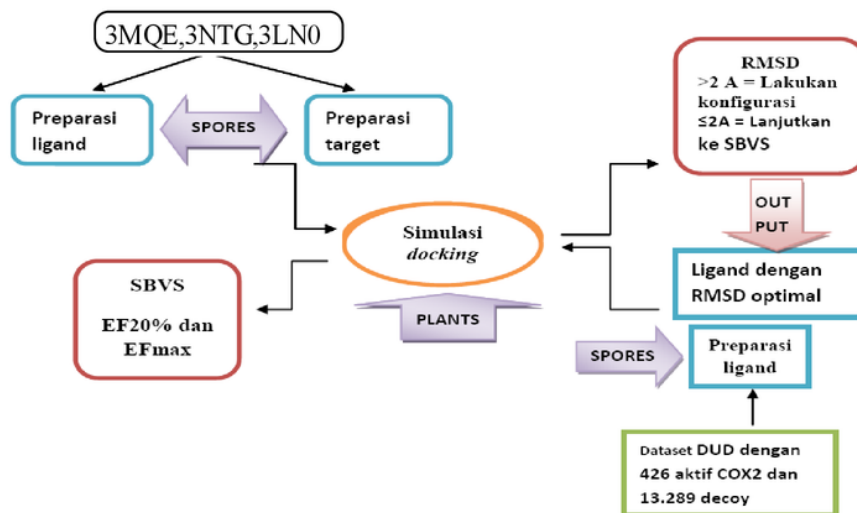 3MQE,3NTG,3LN0
Preparasi
ligand
SPORES
Preparasi
target
RMSD
>2 A = Lakukan
konfigurasi
≤2A = Lanjutkan
ke SBVS
OUT
PUT
Simulasi
docking
Ligand dengan
RMSD optimal
SBVS
EF20% dan
EFmax
PLANTS
SPORES
Preparasi
ligand
Dataset DUD dengan
426 aktif COX2 dan
13.289 decoy